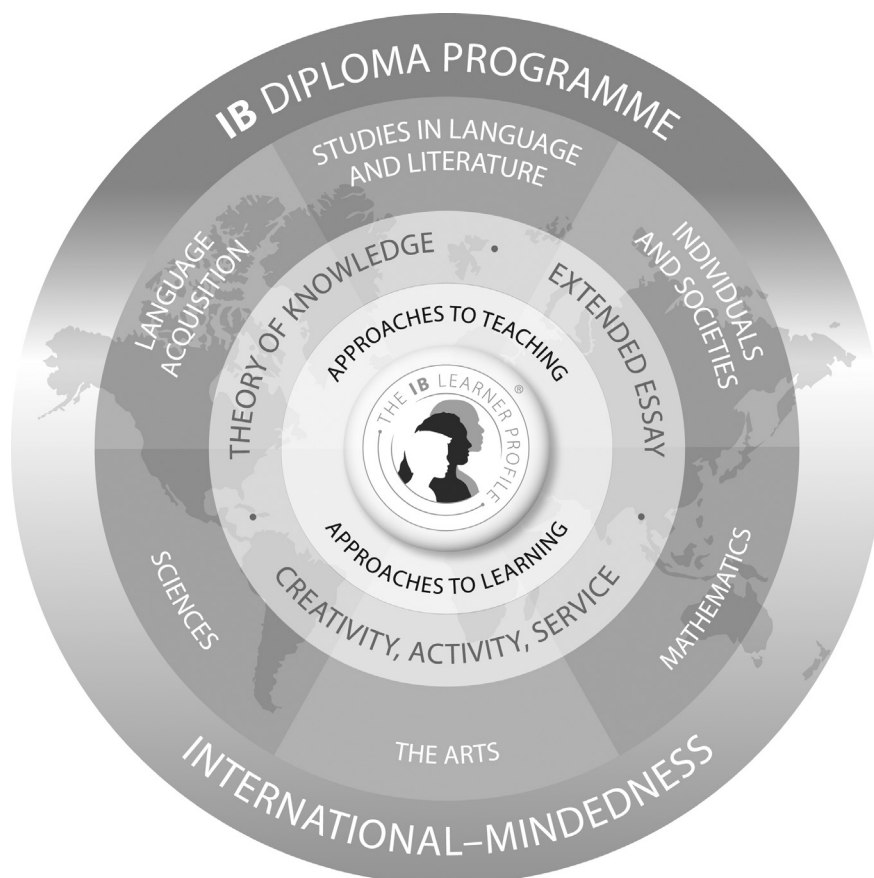 IB DIPLOMA PROGRAMME
STUDIES IN LANGUAGE
AND LITERATURE
LANGUAGE
ACQUISITION
INDIVIDUALS
AND SOCIETIES
THEORY OF KNOWLEDGE
EXTENDED ESSAY
APPROACHES TO TEACHING
THE IB LEARNER PROFILE ®
APPROACHES TO LEARNING
CREATIVITY, ACTIVITY, SERVICE
SCIENCES
MATHEMATICS
THE ARTS
INTERNATIONAL–MINDEDNESS